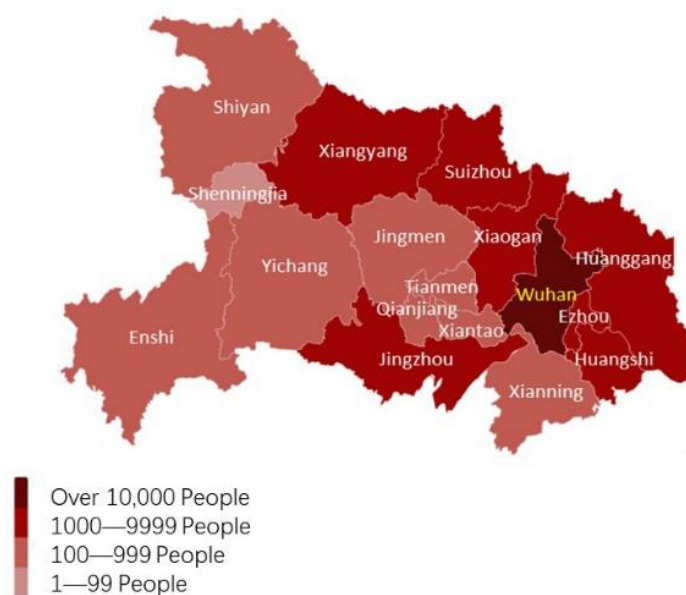 Shiyan
Xiangyang
Suizhou
Shenningjia
Jingmen
Xiaogan
Huanggang
Yichang
Tianmen
Wuhan
Qianjiang
Ezhou
Xiantao
Enshi
Jingzhou
Huangshi
Xianning
Over 10,000 People
1000—9999 People
100—999 People
1—99 People